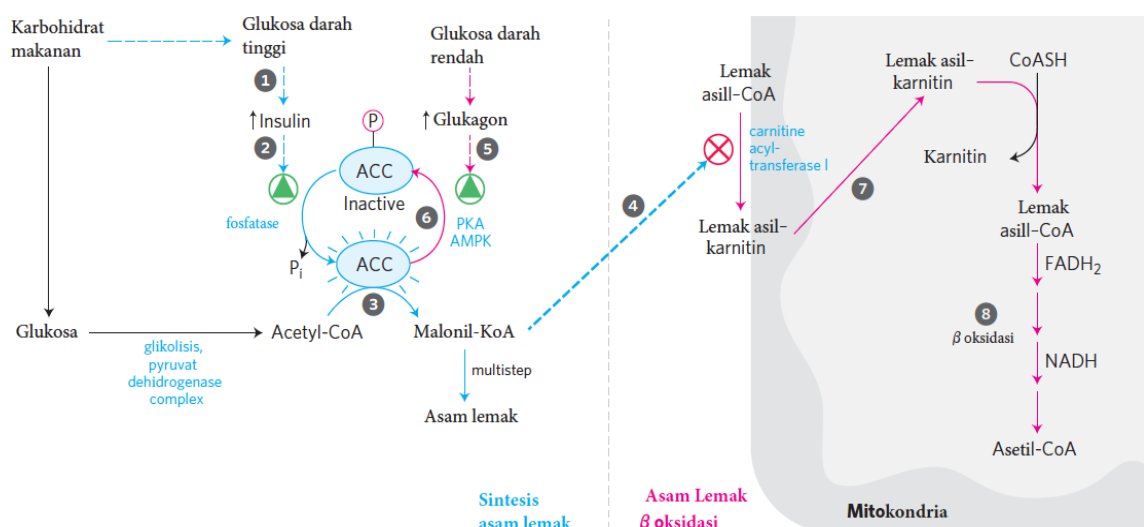 Karbohidrat
makanan
Glukosa darah
tinggi
Glukosa darah
rendah
1
↑Insulin
2
fosfatase
P
ACC
Inactive
↑ Glukagon
5
PKA
AMPK
6
Pi
ACC
3
Glukosa
glikolisis,
pyruvat
dehidrogenase
complex
Acetyl-CoA
Malonil-KoA
multistep
Asam lemak
Sintesis
asam lemak
4
Lemak
asill-CoA
carnitine
acyl-
transferase I
Lemak asil-
karnitin
7
Lemak asil-
karnitin
CoASH
Karnitin
Lemak
asill-CoA
FADH2
8
β oksidasi
NADH
Asetil-CoA
Asam Lemak
β oksidasi
Mitokondria